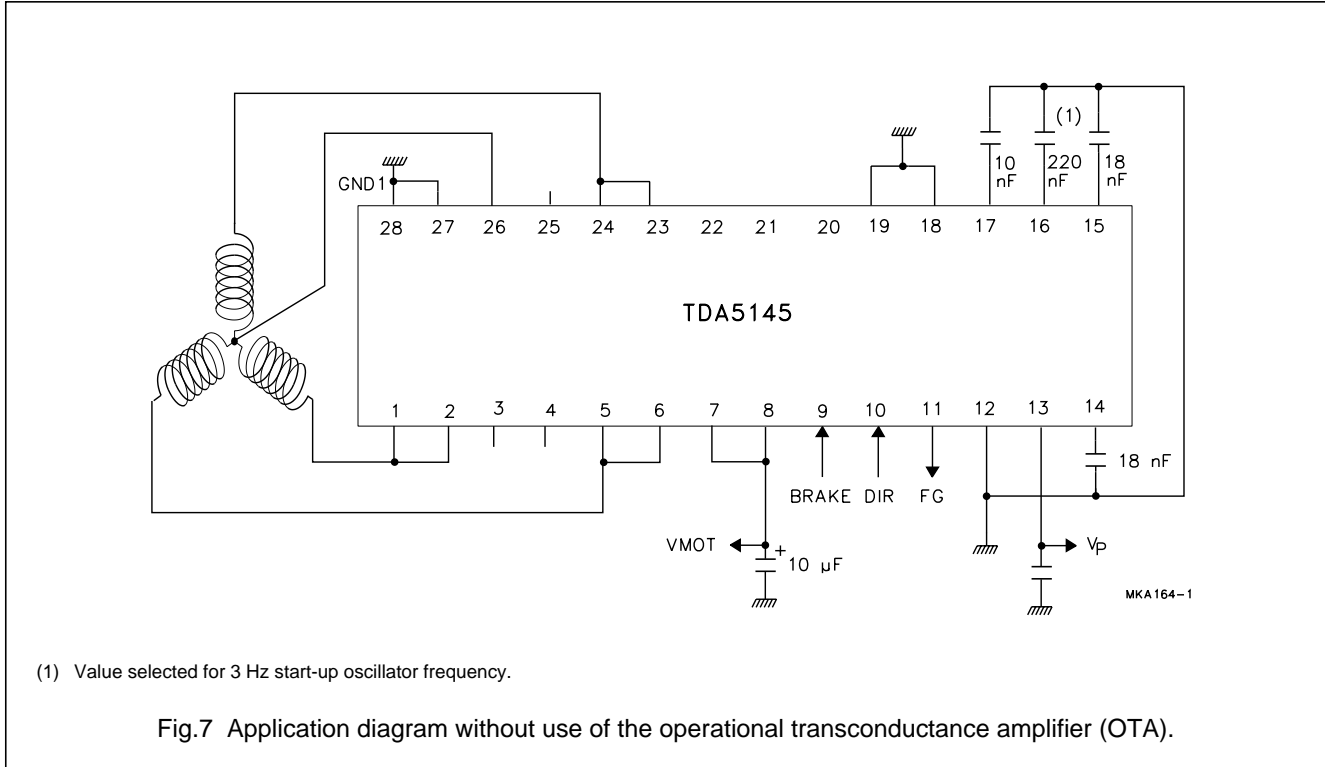 (1)
10 nF
220 nF
18 nF
GND1
28 27 26 25 24 23 22 21 20 19 18 17 16 15
TDA5145
1 2 3 4 5 6 7 8 9 10 11 12 13 14
18 nF
BRAKE DIR FG
VMOT
+
10 µF
VP
MKA164-1
(1) Value selected for 3 Hz start-up oscillator frequency.
Fig.7 Application diagram without use of the operational transconductance amplifier (OTA).